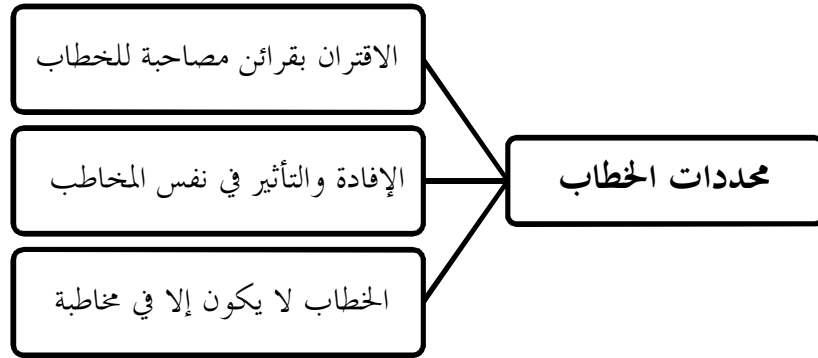 محددات الخطاب
الاقتران بقرائن مصاحبة للخطاب
الإفادة والتأثير في نفس المخاطب
الخطاب لا يكون إلا في مخاطبة